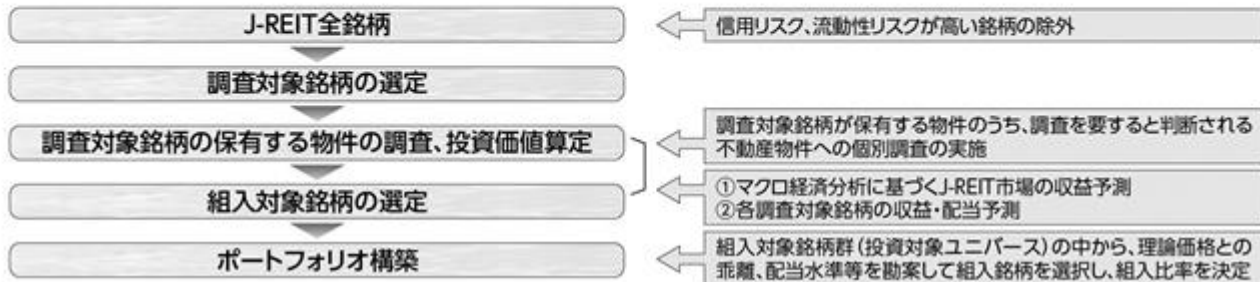 J-REIT全銘柄
信用リスク、流動性リスクが高い銘柄の除外
調査対象銘柄の選定
調査対象銘柄の保有する物件の調査、投資価値算定
調査対象銘柄が保有する物件のうち、調査を要すると判断される
不動産物件への個別調査の実施
組入対象銘柄の選定
①マクロ経済分析に基づくJ-REIT市場の収益予測
②各調査対象銘柄の収益・配当予測
ポートフォリオ構築
組入対象銘柄群(投資対象ユニバース)の中から、理論価格との
乖離、配当水準等を勘案して組入銘柄を選択し、組入比率を決定